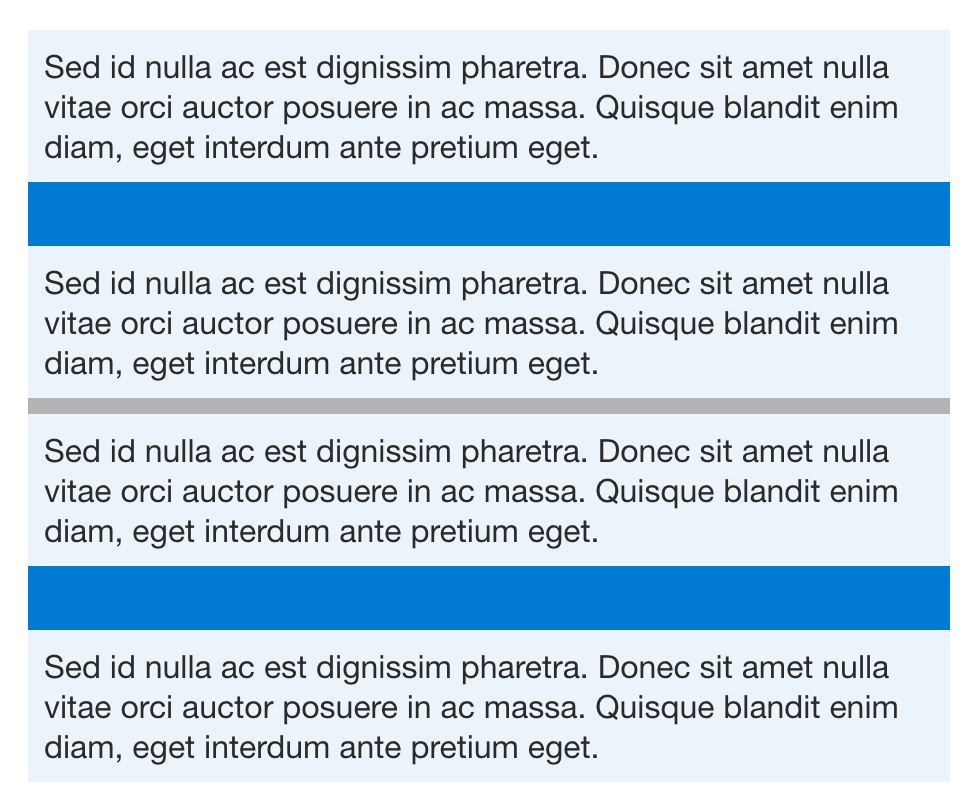 Sed id nulla ac est dignissim pharetra. Donec sit amet nulla
vitae orci auctor posuere in ac massa. Quisque blandit enim
diam, eget interdum ante pretium eget.
Sed id nulla ac est dignissim pharetra. Donec sit amet nulla
vitae orci auctor posuere in ac massa. Quisque blandit enim
diam, eget interdum ante pretium eget.
Sed id nulla ac est dignissim pharetra. Donec sit amet nulla
vitae orci auctor posuere in ac massa. Quisque blandit enim
diam, eget interdum ante pretium eget.
Sed id nulla ac est dignissim pharetra. Donec sit amet nulla
vitae orci auctor posuere in ac massa. Quisque blandit enim
diam, eget interdum ante pretium eget.